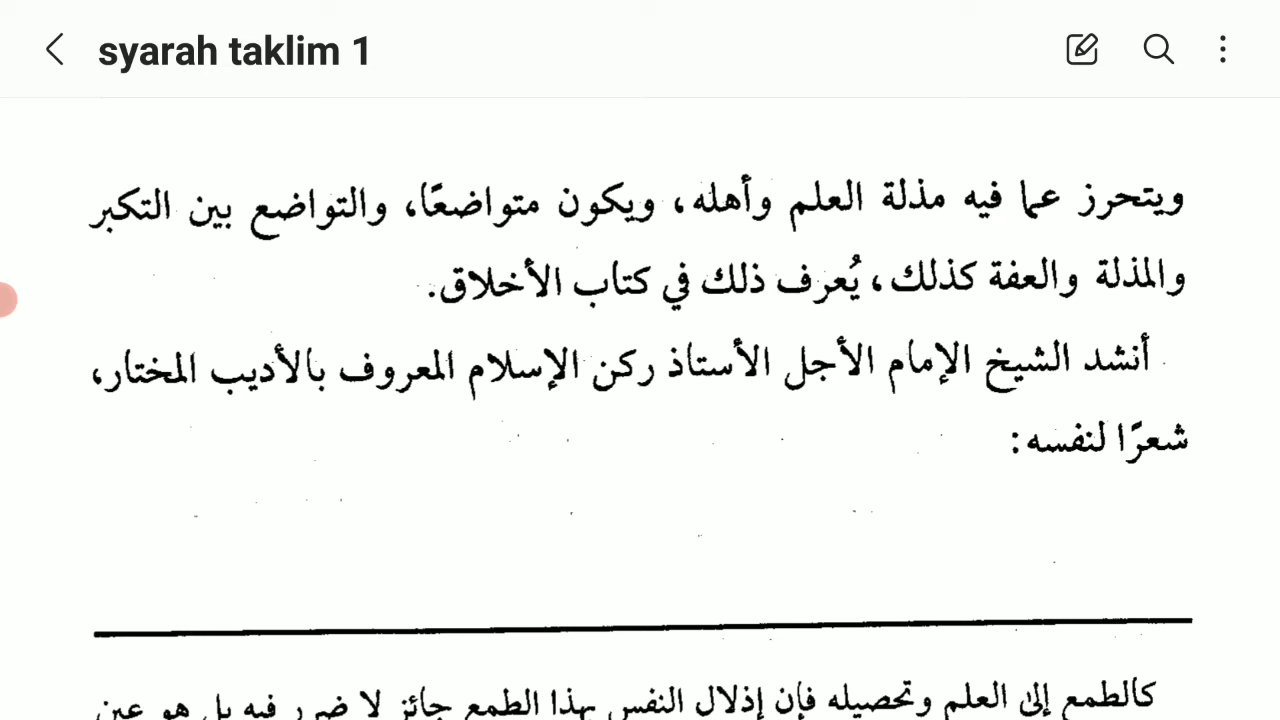 syarah taklim 1
ويتحرز عما فيه مذلة العلم وأهله، ويكون متواضعًا، والتواضع بين التكبر
والمذلة والعفة كذلك، يُعرف ذلك في كتاب الأخلاق.
أنشد الشيخ الإمام الأجل الأستاذ ركن الإسلام المعروف بالأديب المختار،
شعرًا لنفسه:
كالطمع إلى العلم وتحصيله فإن إذلال النفس بهذا الطمع جائز لا ضرر فيه بل هو عين